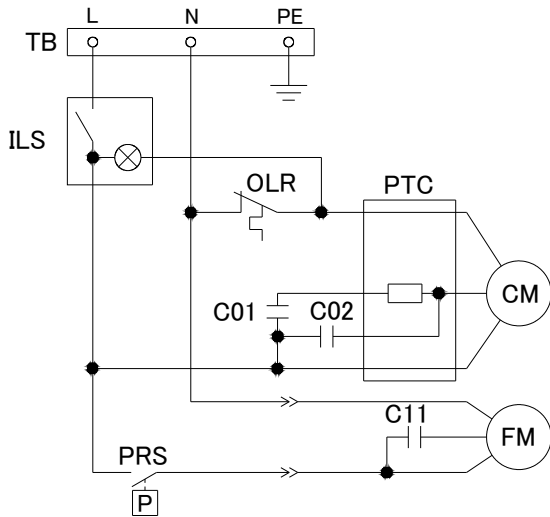 L N PE
TB
ILS
OLR PTC
C01 C02 CM
C11
PRS FM
P